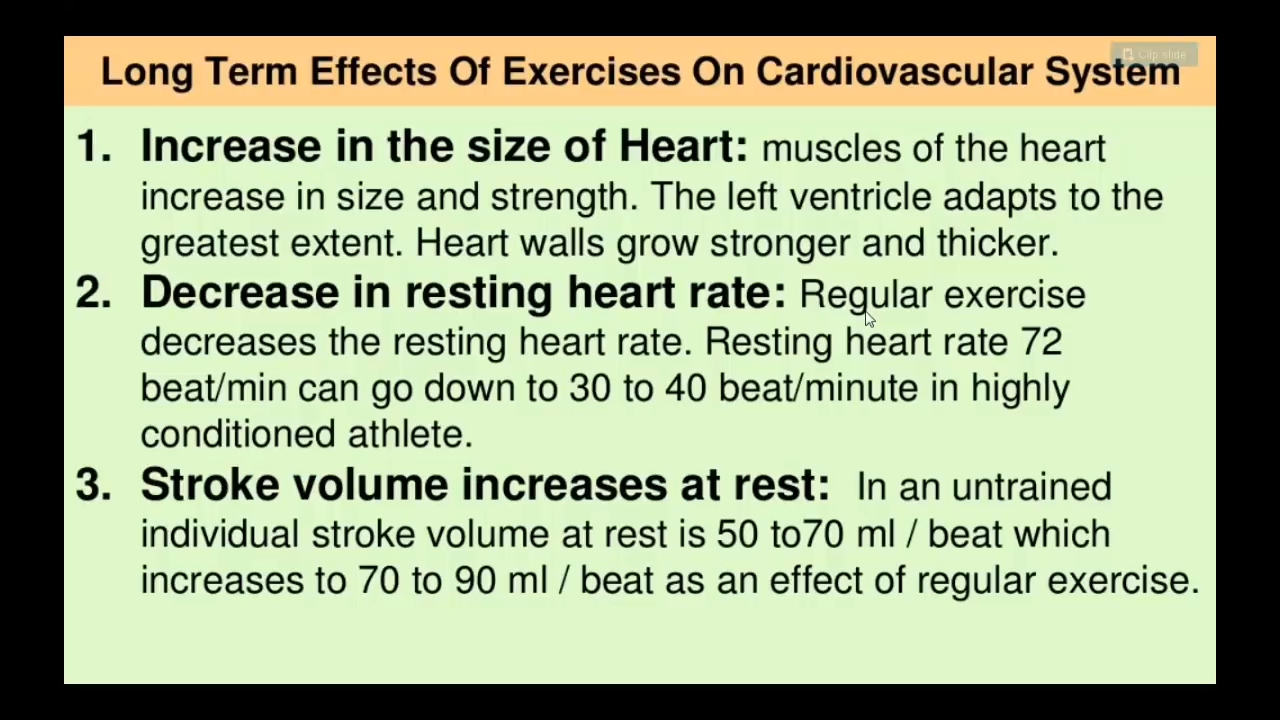 Clip slide
Long Term Effects Of Exercises On Cardiovascular System
1. Increase in the size of Heart: muscles of the heart
increase in size and strength. The left ventricle adapts to the
greatest extent. Heart walls grow stronger and thicker.
2. Decrease in resting heart rate: Regular exercise
decreases the resting heart rate. Resting heart rate 72
beat/min can go down to 30 to 40 beat/minute in highly
conditioned athlete.
3. Stroke volume increases at rest: In an untrained
individual stroke volume at rest is 50 to70 ml / beat which
increases to 70 to 90 ml / beat as an effect of regular exercise.